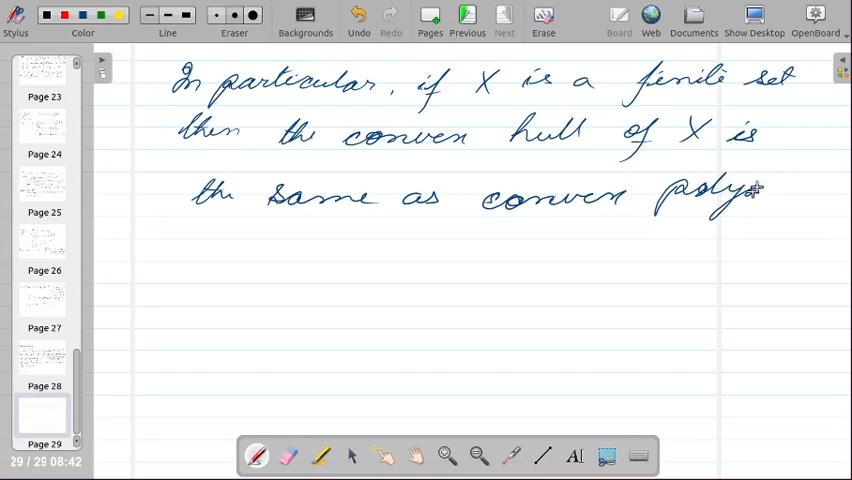 Stylus
Color
Line
Eraser
Backgrounds
Undo
Redo
Pages
Previous
Next
Erase
Board
Web
Documents
Show Desktop
OpenBoard
Page 23
Page 24
Page 25
Page 26
Page 27
Page 28
Page 29
29 / 29 08:42
In particular, if X is a finite set
then the convex hull of X is
the same as convex poly